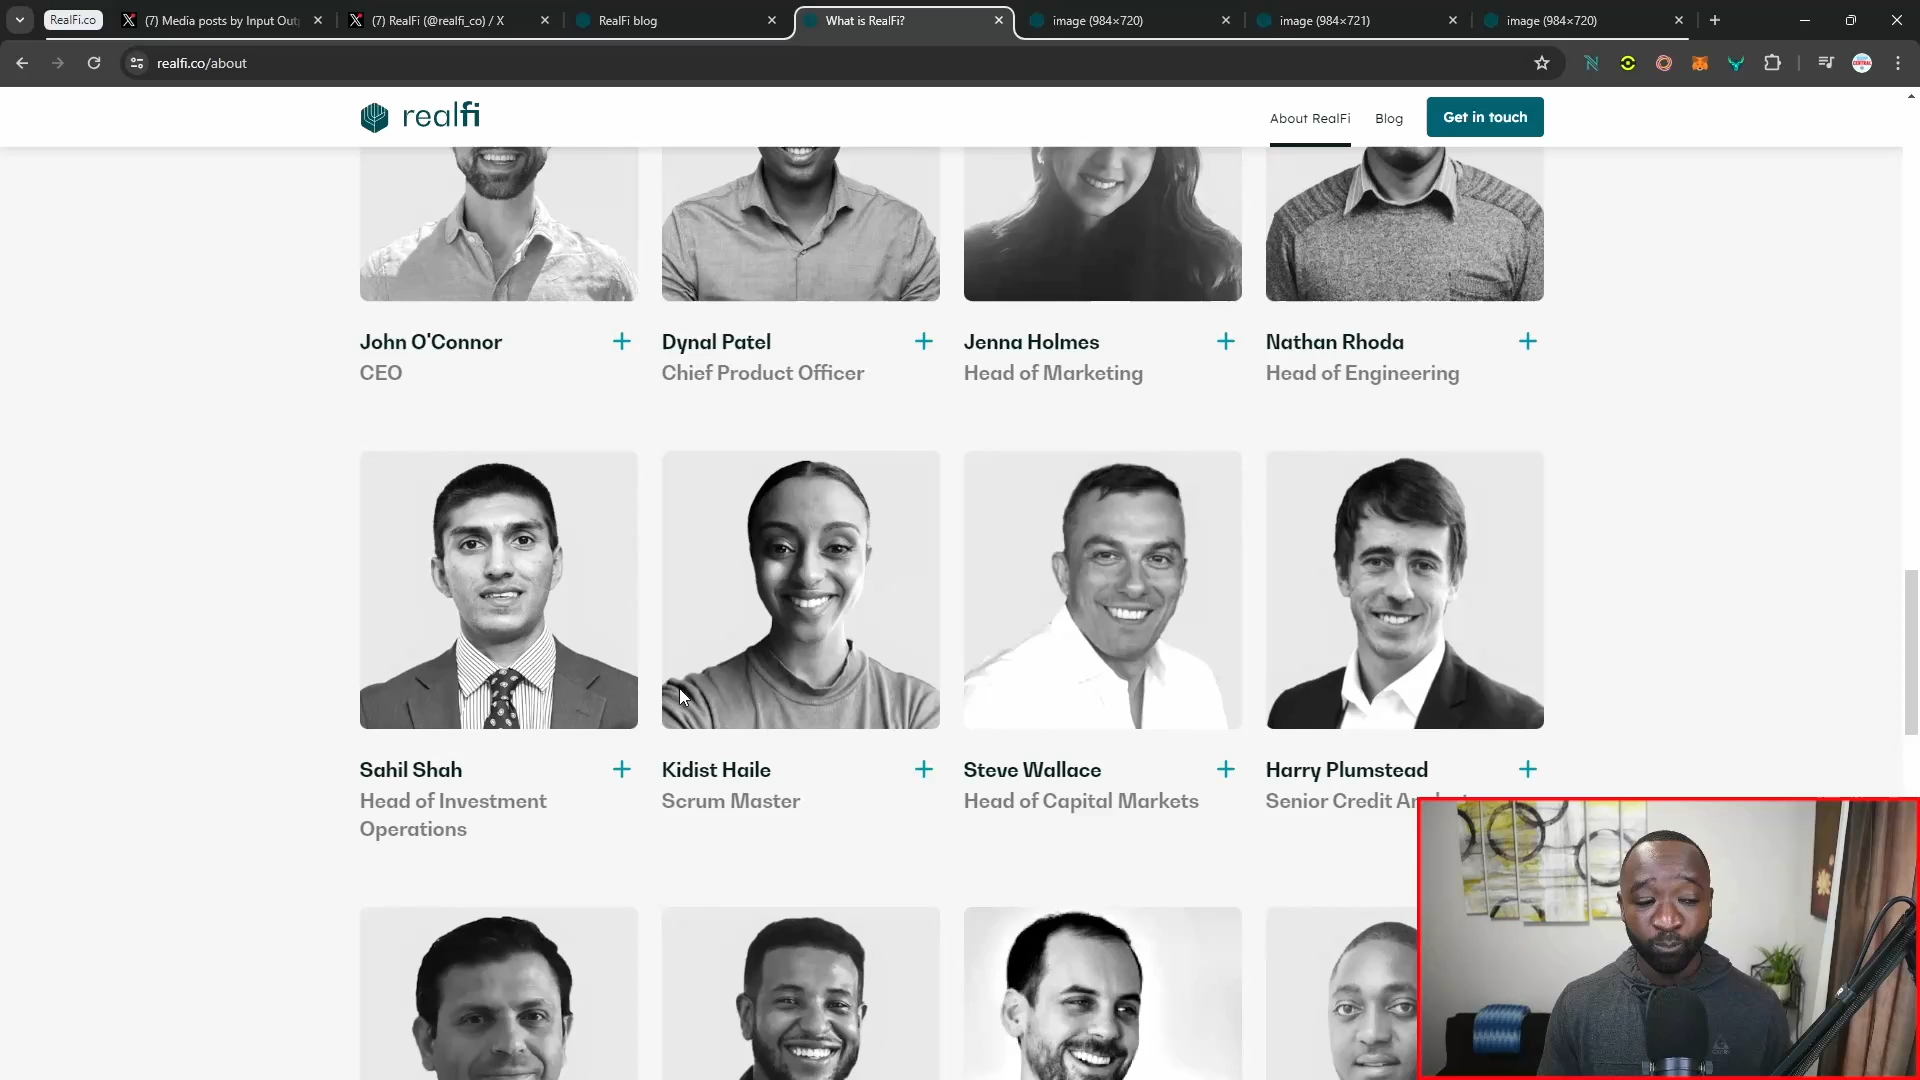 RealFi.co
(7) Media posts by Input Out
(7) RealFi (@realfi_co) / X
RealFi blog
What is RealFi?
image (984×720)
image (984×721)
image (984×720)
realfi.co/about
realfi
About RealFi
Blog
Get in touch
John O'Connor
CEO
Dynal Patel
Chief Product Officer
Jenna Holmes
Head of Marketing
Nathan Rhoda
Head of Engineering
Sahil Shah
Head of Investment
Operations
Kidist Haile
Scrum Master
Steve Wallace
Head of Capital Markets
Harry Plumstead
Senior Credit